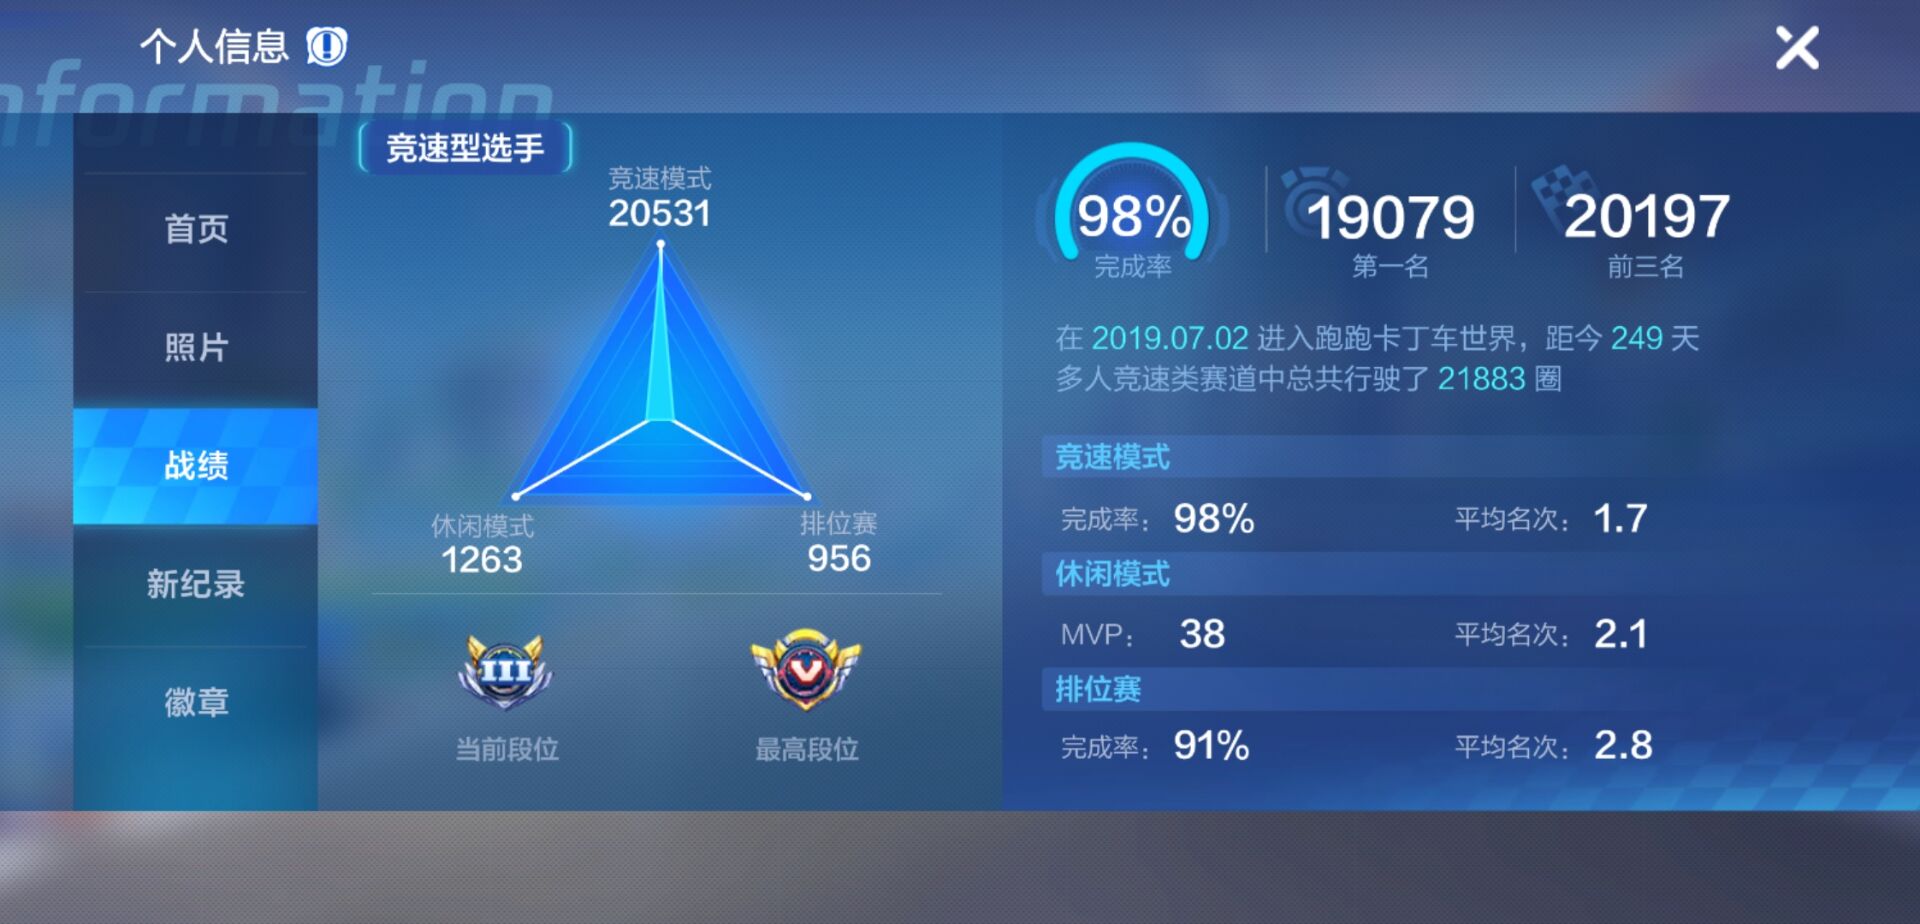 个人信息
nformation
首页
照片
战绩
新纪录
徽章
竞速型选手
竞速模式
20531
休闲模式
1263
排位赛
956
III
当前段位
V
最高段位
98%
完成率
19079
第一名
20197
前三名
在 2019.07.02 进入跑跑卡丁车世界，距今 249 天
多人竞速类赛道中总共行驶了 21883 圈
竞速模式
完成率： 98% 平均名次： 1.7
休闲模式
MVP： 38 平均名次： 2.1
排位赛
完成率： 91% 平均名次： 2.8